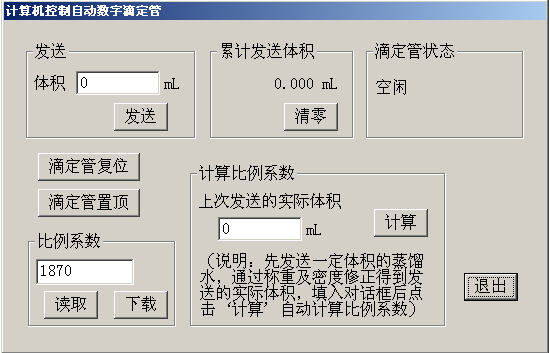 计算机控制自动数字滴定管
发送
体积 0 mL
发送
累计发送体积
0.000 mL
清零
滴定管状态
空闲
滴定管复位
滴定管置顶
比例系数
1870
读取 下载
计算比例系数
上次发送的实际体积
0 mL
计算
（说明：先发送一定体积的蒸馏
水，通过称重及密度修正得到发
送的实际体积，填入对话框后点
击‘计算’自动计算比例系数）
退出